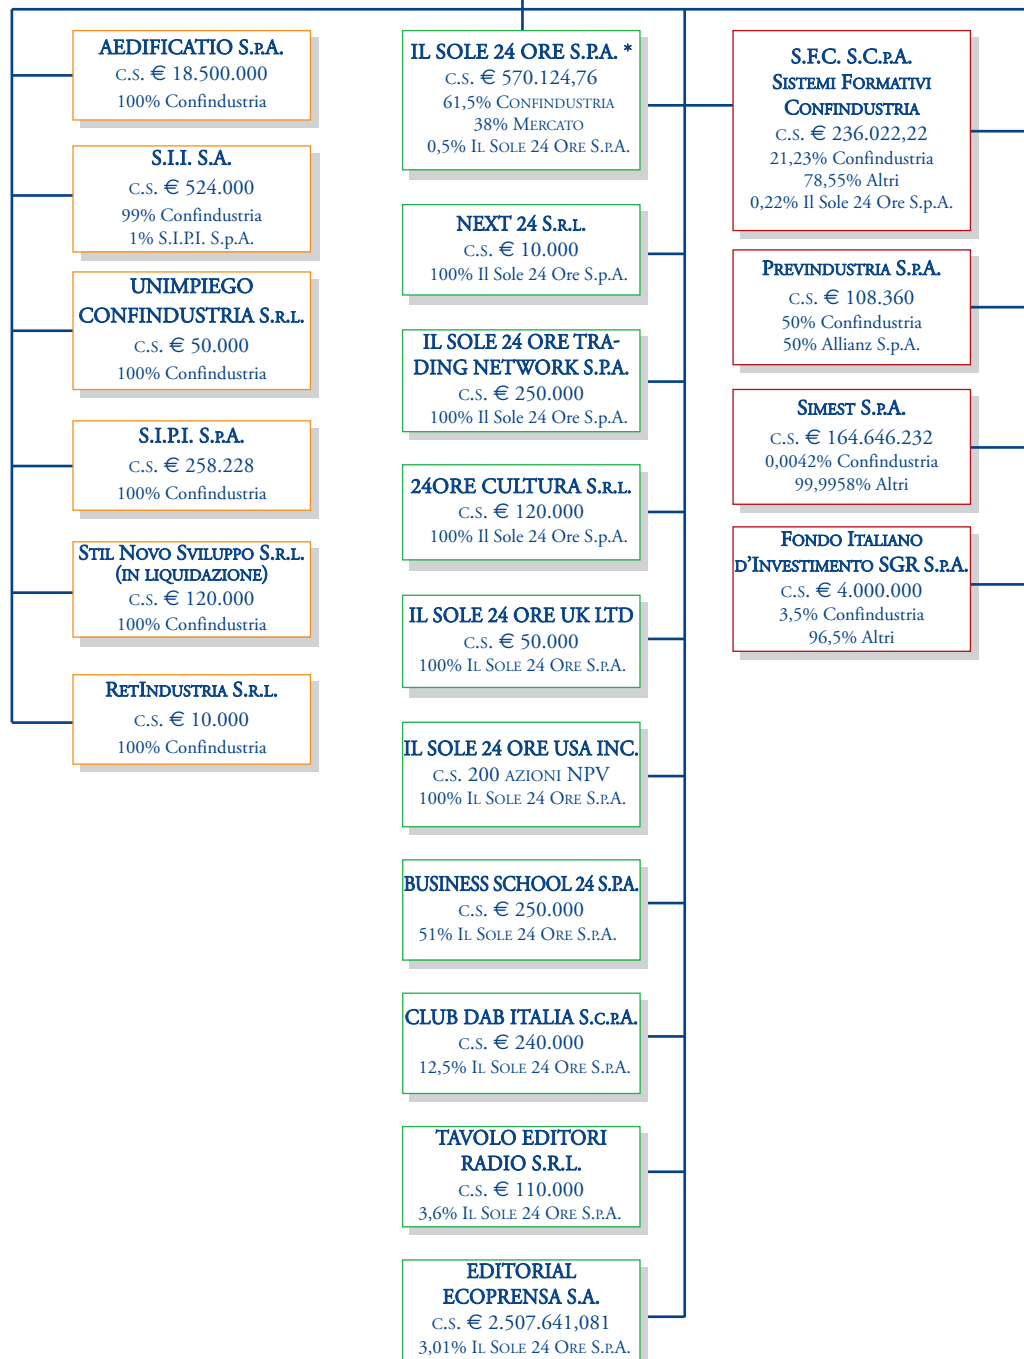 AEDIFICATIO S.p.A.
c.s. € 18.500.000
100% Confindustria
S.I.I. S.A.
c.s. € 524.000
99% Confindustria
1% S.I.P.I. S.p.A.
UNIMPIEGO
CONFINDUSTRIA S.r.l.
c.s. € 50.000
100% Confindustria
S.I.P.I. S.p.A.
c.s. € 258.228
100% Confindustria
Stil Novo Sviluppo S.r.l.
(in liquidazione)
c.s. € 120.000
100% Confindustria
RetIndustria S.r.l.
c.s. € 10.000
100% Confindustria
IL SOLE 24 ORE S.P.A. *
c.s. € 570.124,76
61,5% Confindustria
38% Mercato
0,5% Il Sole 24 Ore S.p.A.
NEXT 24 S.r.l.
c.s. € 10.000
100% Il Sole 24 Ore S.p.A.
IL SOLE 24 ORE TRA-
DING NETWORK S.P.A.
c.s. € 250.000
100% Il Sole 24 Ore S.p.A.
24ORE CULTURA S.r.l.
c.s. € 120.000
100% Il Sole 24 Ore S.p.A.
IL SOLE 24 ORE UK LTD
c.s. € 50.000
100% Il Sole 24 Ore S.p.A.
IL SOLE 24 ORE USA INC.
c.s. 200 azioni NPV
100% Il Sole 24 Ore S.p.A.
BUSINESS SCHOOL 24 S.P.A.
c.s. € 250.000
51% Il Sole 24 Ore S.p.A.
CLUB DAB ITALIA S.c.p.A.
c.s. € 240.000
12,5% Il Sole 24 Ore S.p.A.
TAVOLO EDITORI
RADIO S.R.L.
c.s. € 110.000
3,6% Il Sole 24 Ore S.p.A.
EDITORIAL
ECOPRENSA S.A.
c.s. € 2.507.641,081
3,01% Il Sole 24 Ore S.p.A.
S.F.C. S.C.p.A.
Sistemi Formativi
Confindustria
c.s. € 236.022,22
21,23% Confindustria
78,55% Altri
0,22% Il Sole 24 Ore S.p.A.
Previndustria S.p.A.
c.s. € 108.360
50% Confindustria
50% Allianz S.p.A.
Simest S.p.A.
c.s. € 164.646.232
0,0042% Confindustria
99,9958% Altri
Fondo Italiano
d'Investimento SGR S.p.A.
c.s. € 4.000.000
3,5% Confindustria
96,5% Altri